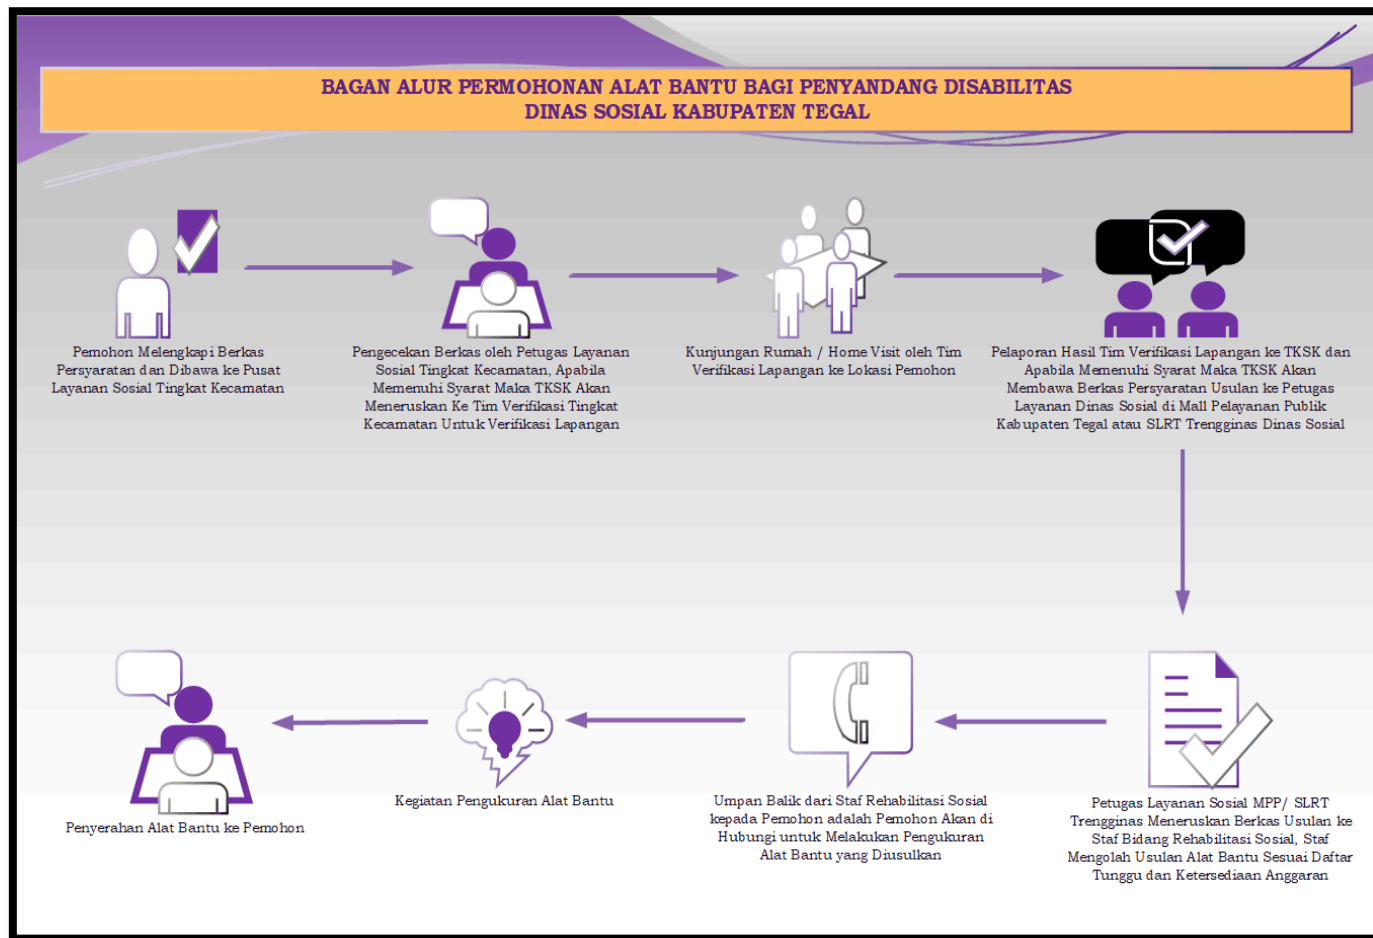 BAGAN ALUR PERMOHONAN ALAT BANTU BAGI PENYANDANG DISABILITAS
DINAS SOSIAL KABUPATEN TEGAL
Pemohon Melengkapi Berkas
Persyaratan dan Dibawa ke Pusat
Layanan Sosial Tingkat Kecamatan
Pengecekan Berkas oleh Petugas Layanan
Sosial Tingkat Kecamatan, Apabila
Memenuhi Syarat Maka TKSK Akan
Meneruskan Ke Tim Verifikasi Tingkat
Kecamatan Untuk Verifikasi Lapangan
Kunjungan Rumah / Home Visit oleh Tim
Verifikasi Lapangan ke Lokasi Pemohon
Pelaporan Hasil Tim Verifikasi Lapangan ke TKSK dan
Apabila Memenuhi Syarat Maka TKSK Akan
Membawa Berkas Persyaratan Usulan ke Petugas
Layanan Dinas Sosial di Mall Pelayanan Publik
Kabupaten Tegal atau SLRT Trengginas Dinas Sosial
Petugas Layanan Sosial MPP/ SLRT
Trengginas Meneruskan Berkas Usulan ke
Staf Bidang Rehabilitasi Sosial, Staf
Mengolah Usulan Alat Bantu Sesuai Daftar
Tunggu dan Ketersediaan Anggaran
Umpan Balik dari Staf Rehabilitasi Sosial
kepada Pemohon adalah Pemohon Akan di
Hubungi untuk Melakukan Pengukuran
Alat Bantu yang Diusulkan
Kegiatan Pengukuran Alat Bantu
Penyerahan Alat Bantu ke Pemohon